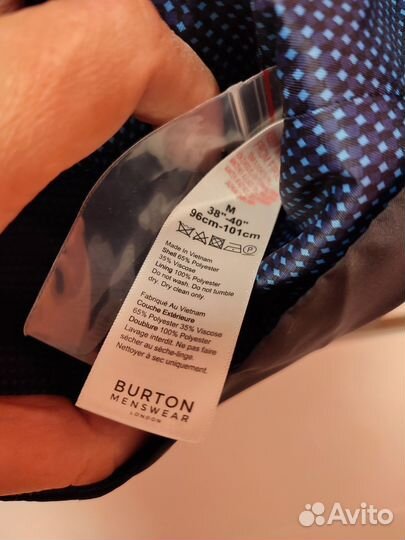 M
38"-40"
96cm-101cm
Made in Vietnam
Shell 65% Polyester
35% Viscose
Lining 100% Polyester
Do not wash. Do not tumble
dry. Dry clean only.
Fabriqué Au Vietnam
Couche Extérieure
65% Polyester 35% Viscose
Doublure 100% Polyester
Lavage interdit. Ne pas faire
sécher au sèche-linge.
Nettoyer à sec uniquement.
BURTON
MENSWEAR
LONDON
Avito